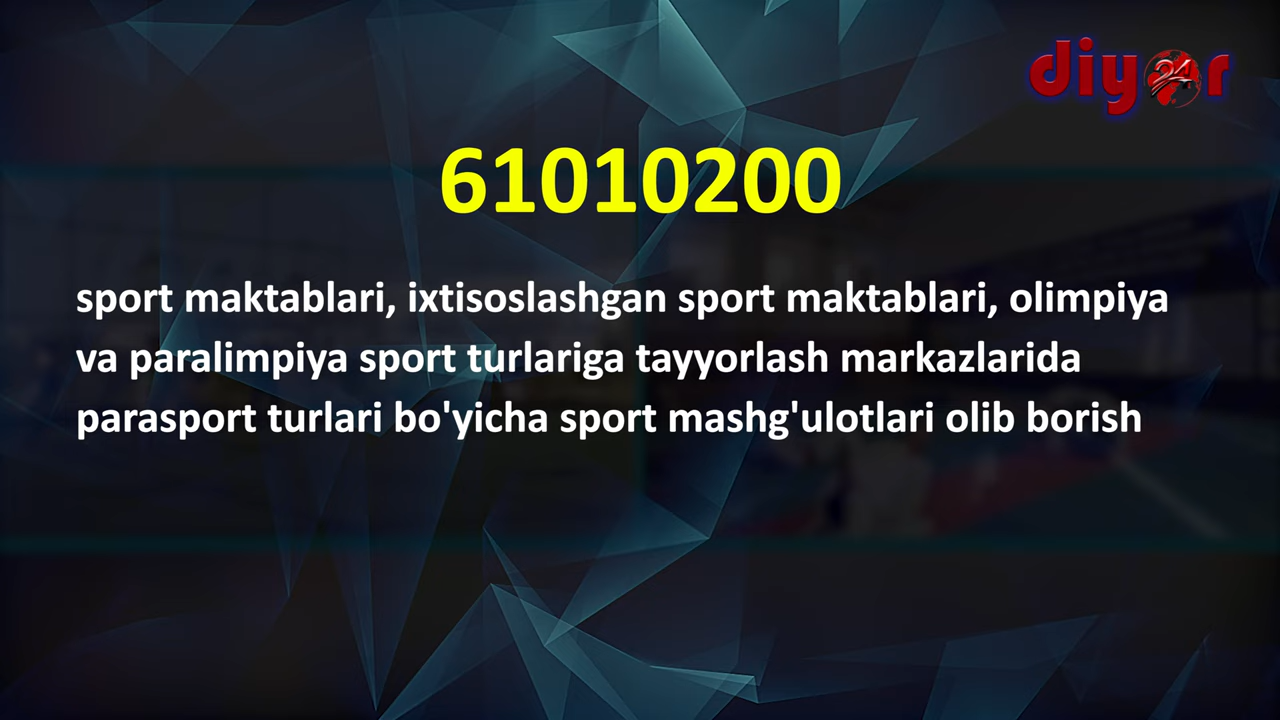 diyor
24
61010200
sport maktablari, ixtisoslashgan sport maktablari, olimpiya
va paralimpiya sport turlariga tayyorlash markazlarida
parasport turlari bo'yicha sport mashg'ulotlari olib borish